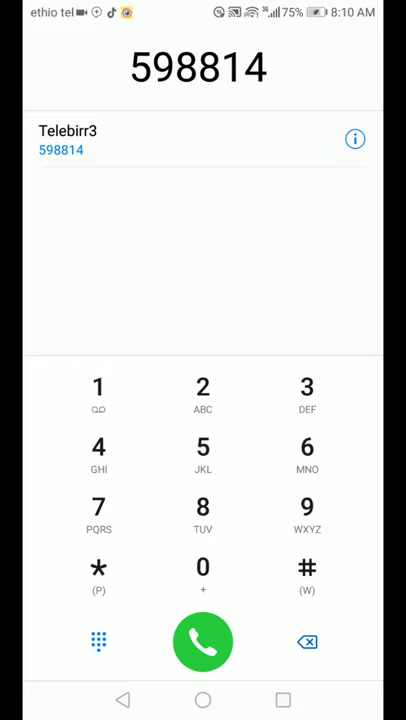 ethio tel 36 75% 8:10 AM
598814
Telebirr3
598814
1 2 3
ABC DEF
4 5 6
GHI JKL MNO
7 8 9
PQRS TUV WXYZ
* 0 #
(P) + (W)